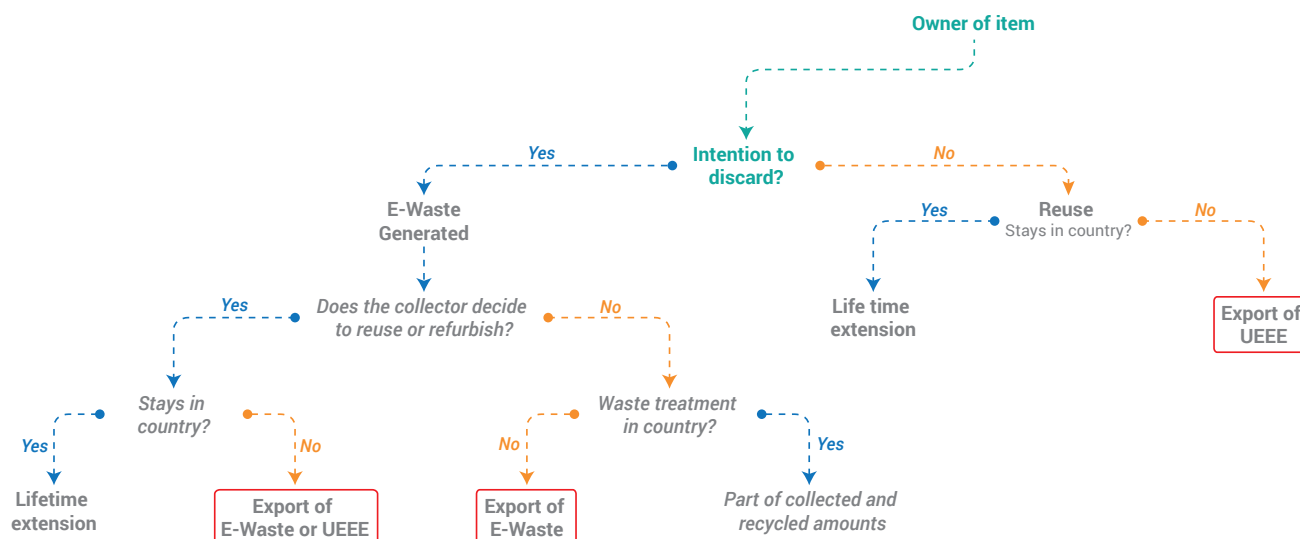 Owner of item
Yes
Intention to
discard?
No
E-Waste
Generated
Yes
Reuse
Stays in country?
No
Yes
Does the collector decide
to reuse or refurbish?
No
Life time
extension
Export of
UEEE
Stays in
country?
Waste treatment
in country?
Yes
No
No
Yes
Lifetime
extension
Export of
E-Waste or UEEE
Export of
E-Waste
Part of collected and
recycled amounts